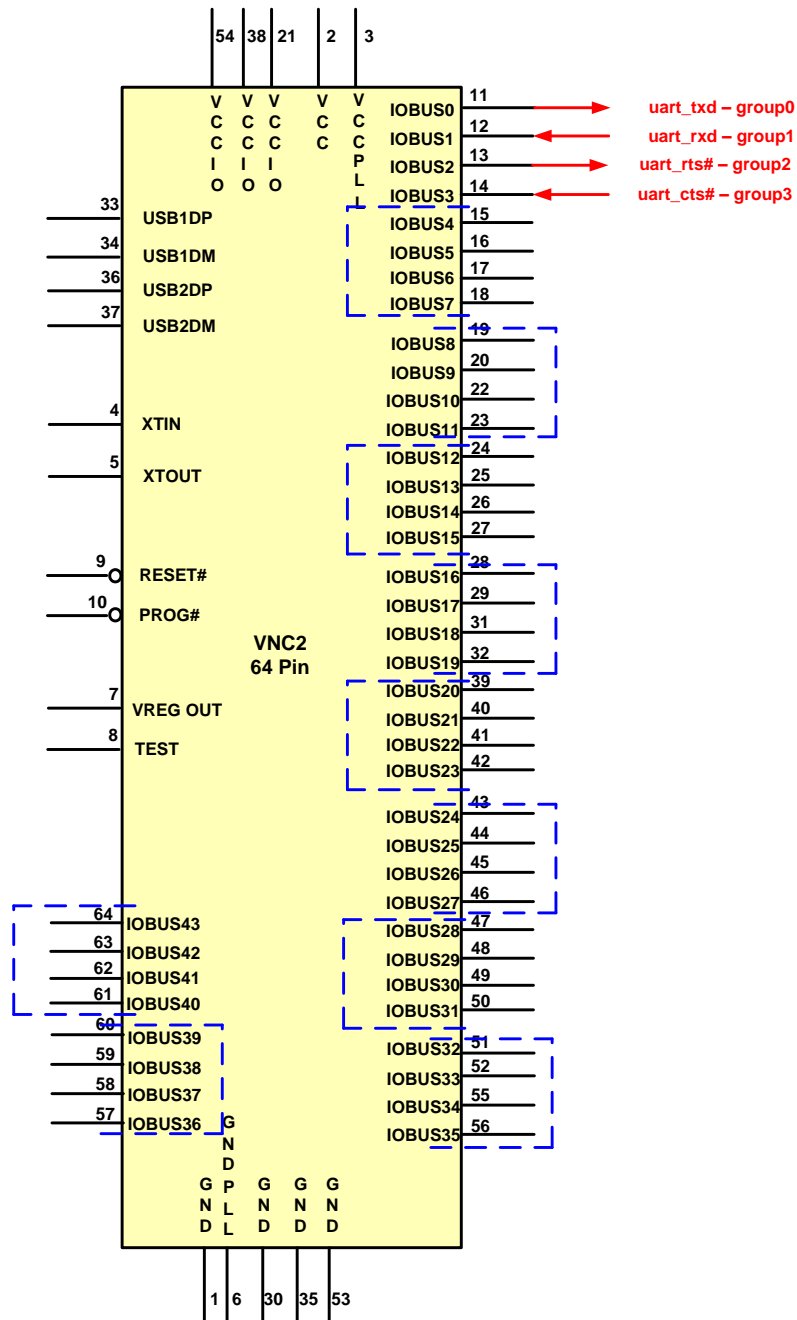 54 38 21 2 3
VCCIO VCCIO VCCIO VCC VCCPLL
11 IOBUS0 uart_txd – group0
12 IOBUS1 uart_rxd – group1
13 IOBUS2 uart_rts# – group2
14 IOBUS3 uart_cts# – group3
15 IOBUS4
16 IOBUS5
17 IOBUS6
18 IOBUS7
19 IOBUS8
20 IOBUS9
22 IOBUS10
23 IOBUS11
24 IOBUS12
25 IOBUS13
26 IOBUS14
27 IOBUS15
28 IOBUS16
29 IOBUS17
31 IOBUS18
32 IOBUS19
39 IOBUS20
40 IOBUS21
41 IOBUS22
42 IOBUS23
43 IOBUS24
44 IOBUS25
45 IOBUS26
46 IOBUS27
47 IOBUS28
48 IOBUS29
49 IOBUS30
50 IOBUS31
51 IOBUS32
52 IOBUS33
55 IOBUS34
56 IOBUS35
33 USB1DP
34 USB1DM
36 USB2DP
37 USB2DM
4 XTIN
5 XTOUT
9 RESET#
10 PROG#
VNC2
64 Pin
7 VREG OUT
8 TEST
64 IOBUS43
63 IOBUS42
62 IOBUS41
61 IOBUS40
60 IOBUS39
59 IOBUS38
58 IOBUS37
57 IOBUS36
GND GNDPLL GND GND GND
1 6 30 35 53